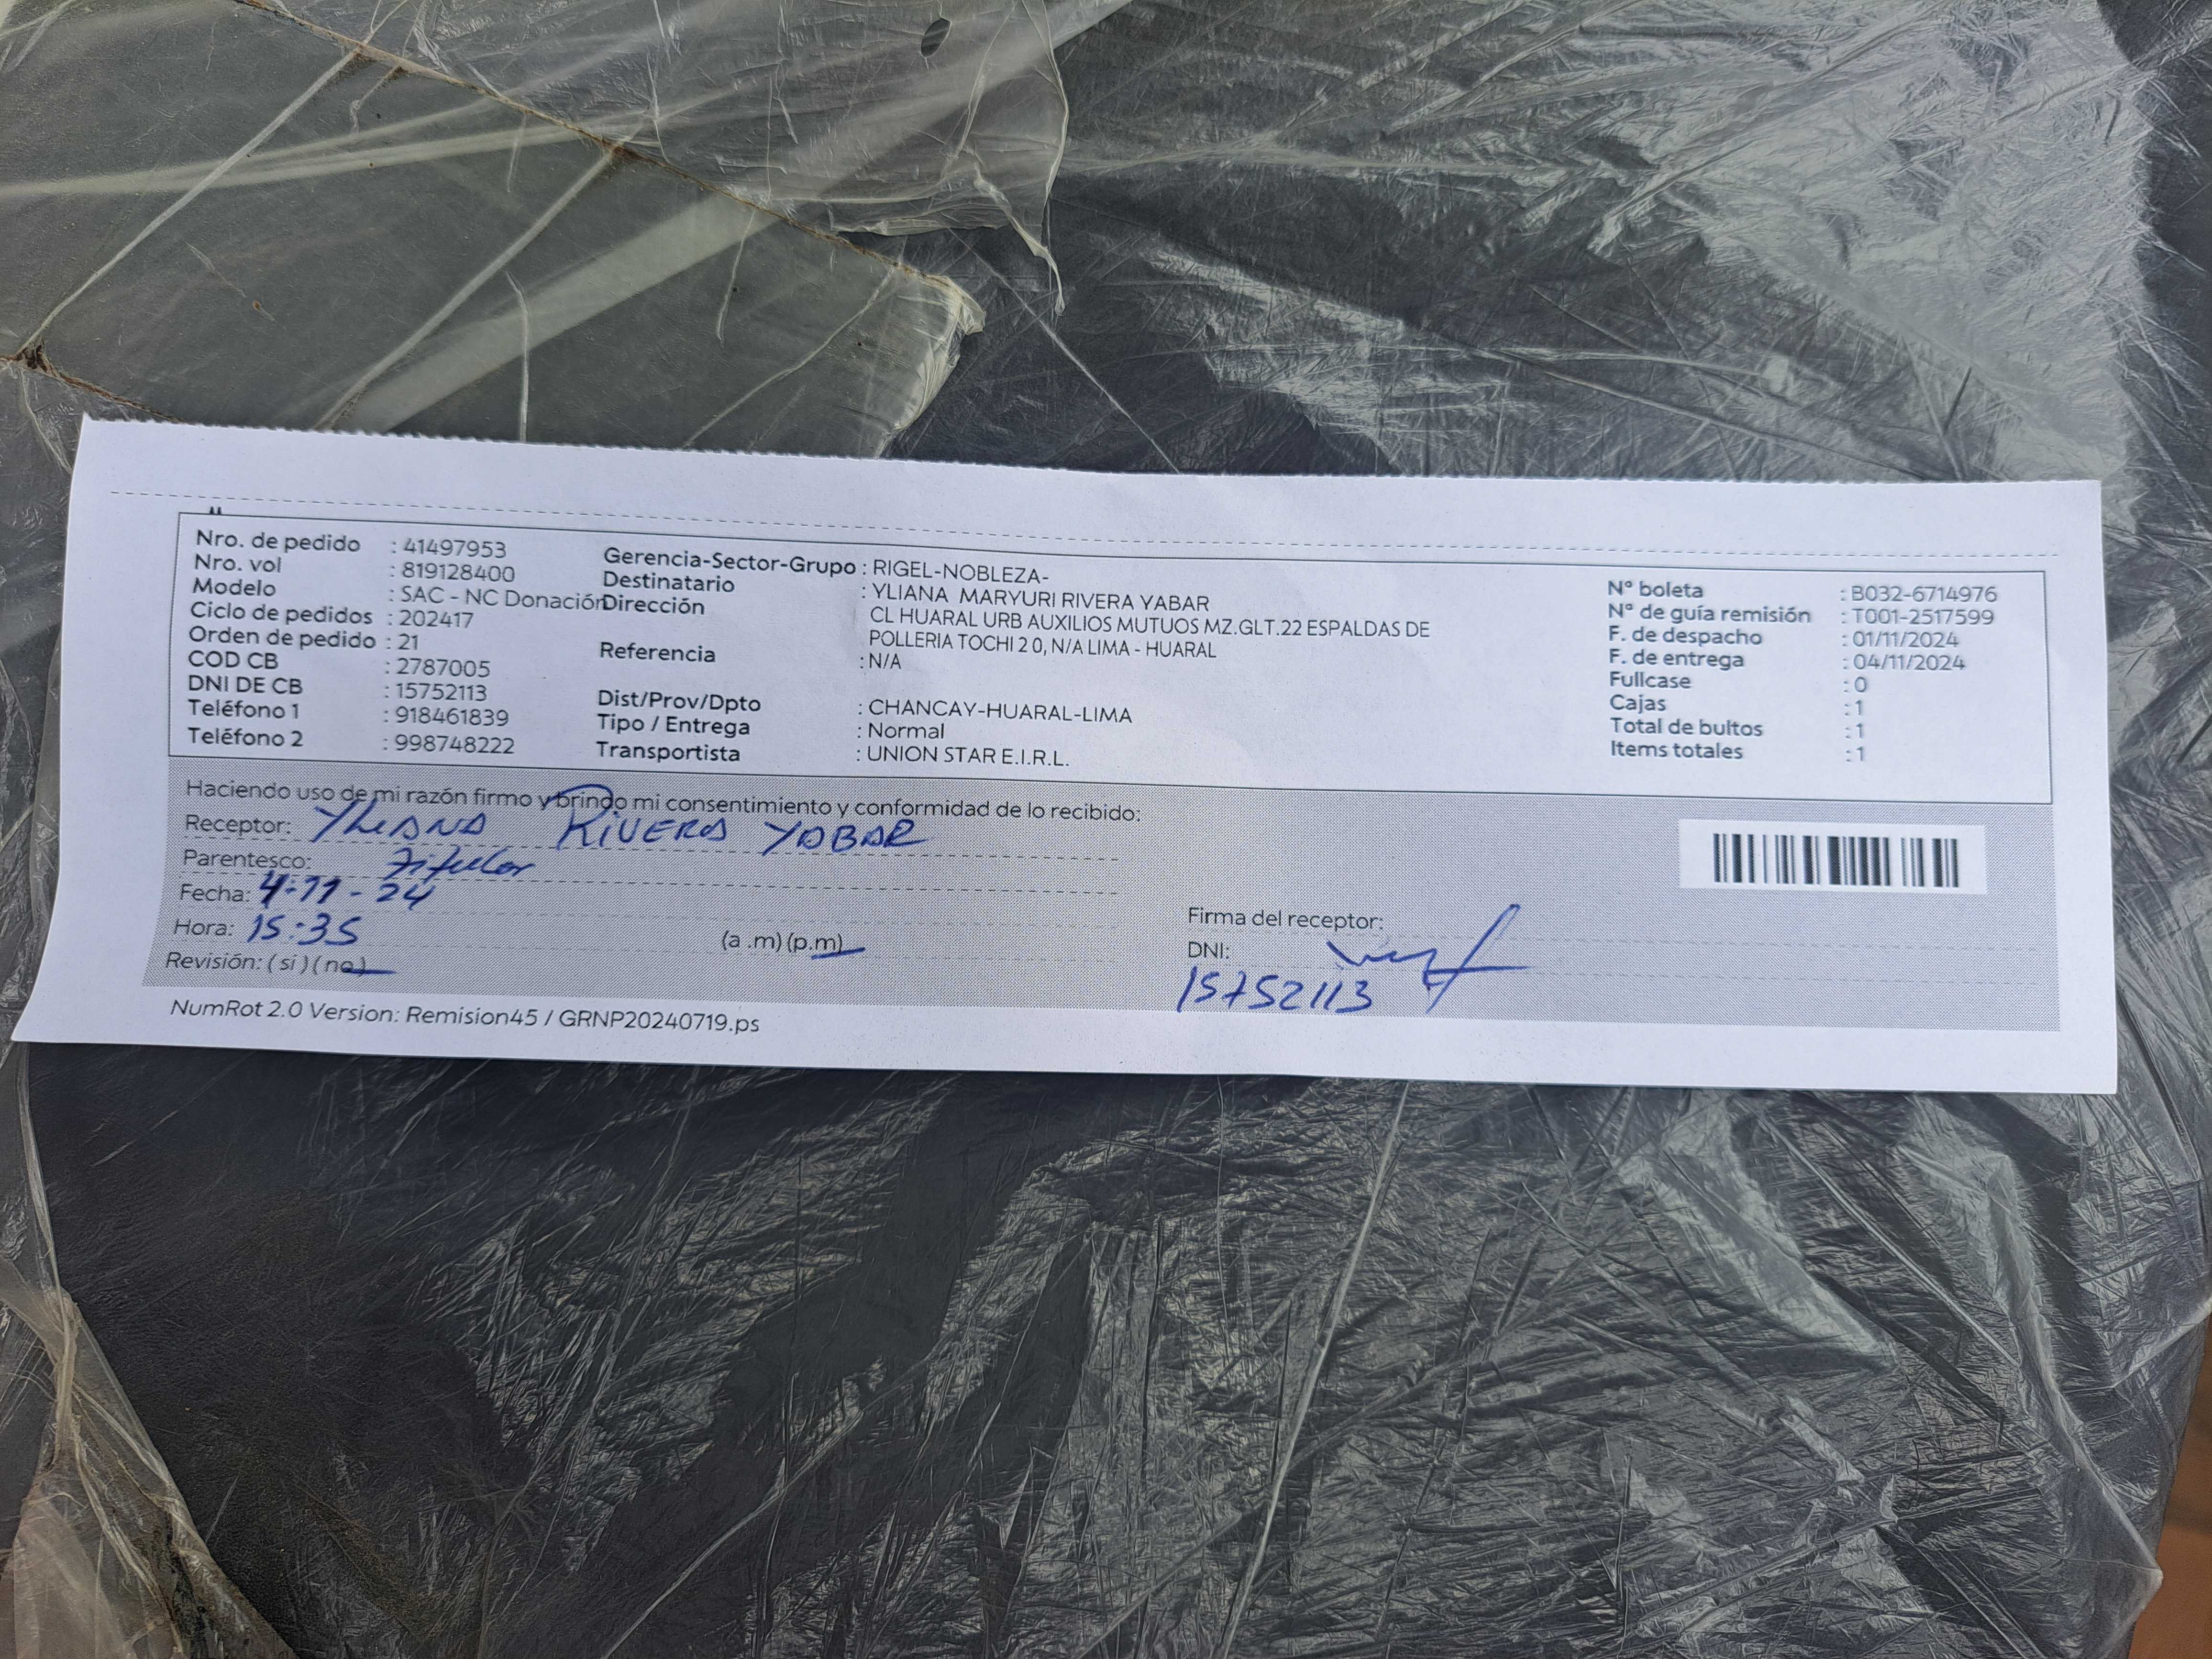 Nro. de pedido : 41497953
Nro. vol : 819128400
Modelo : SAC - NC Donación
Ciclo de pedidos : 202417
Orden de pedido : 21
COD CB : 2787005
DNI DE CB : 15752113
Teléfono 1 : 918461839
Teléfono 2 : 998748222
Gerencia-Sector-Grupo : RIGEL-NOBLEZA-
Destinatario : YLIANA MARYURI RIVERA YABAR
Dirección CL HUARAL URB AUXILIOS MUTUOS MZ.GLT.22 ESPALDAS DE
POLLERIA TOCHI 2 0, N/A LIMA - HUARAL
Referencia : N/A
Dist/Prov/Dpto : CHANCAY-HUARAL-LIMA
Tipo / Entrega : Normal
Transportista : UNION STAR E.I.R.L.
Nº boleta : B032-6714976
Nº de guía remisión : T001-2517599
F. de despacho : 01/11/2024
F. de entrega : 04/11/2024
Fullcase : 0
Cajas : 1
Total de bultos : 1
Items totales : 1
Haciendo uso de mi razón firmo y brindo mi consentimiento y conformidad de lo recibido:
Receptor: YLIANA RIVERA YABAR
Parentesco: Titular
Fecha: 4-11-24
Hora: 15:35 (a .m) (p.m)
Revisión: ( si ) ( no )
Firma del receptor:
DNI:
15752113
NumRot 2.0 Version: Remision45 / GRNP20240719.ps